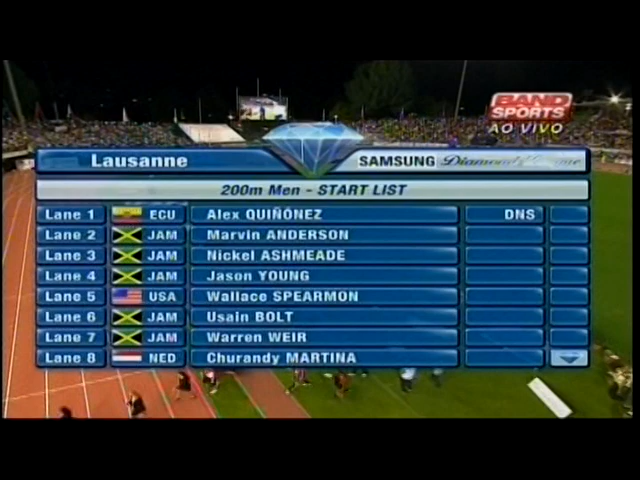 BAND
SPORTS
AO VIVO
Lausanne
SAMSUNG Diamond League
200m Men - START LIST
Lane 1 ECU Alex QUIÑÓNEZ DNS
Lane 2 JAM Marvin ANDERSON
Lane 3 JAM Nickel ASHMEADE
Lane 4 JAM Jason YOUNG
Lane 5 USA Wallace SPEARMON
Lane 6 JAM Usain BOLT
Lane 7 JAM Warren WEIR
Lane 8 NED Churandy MARTINA